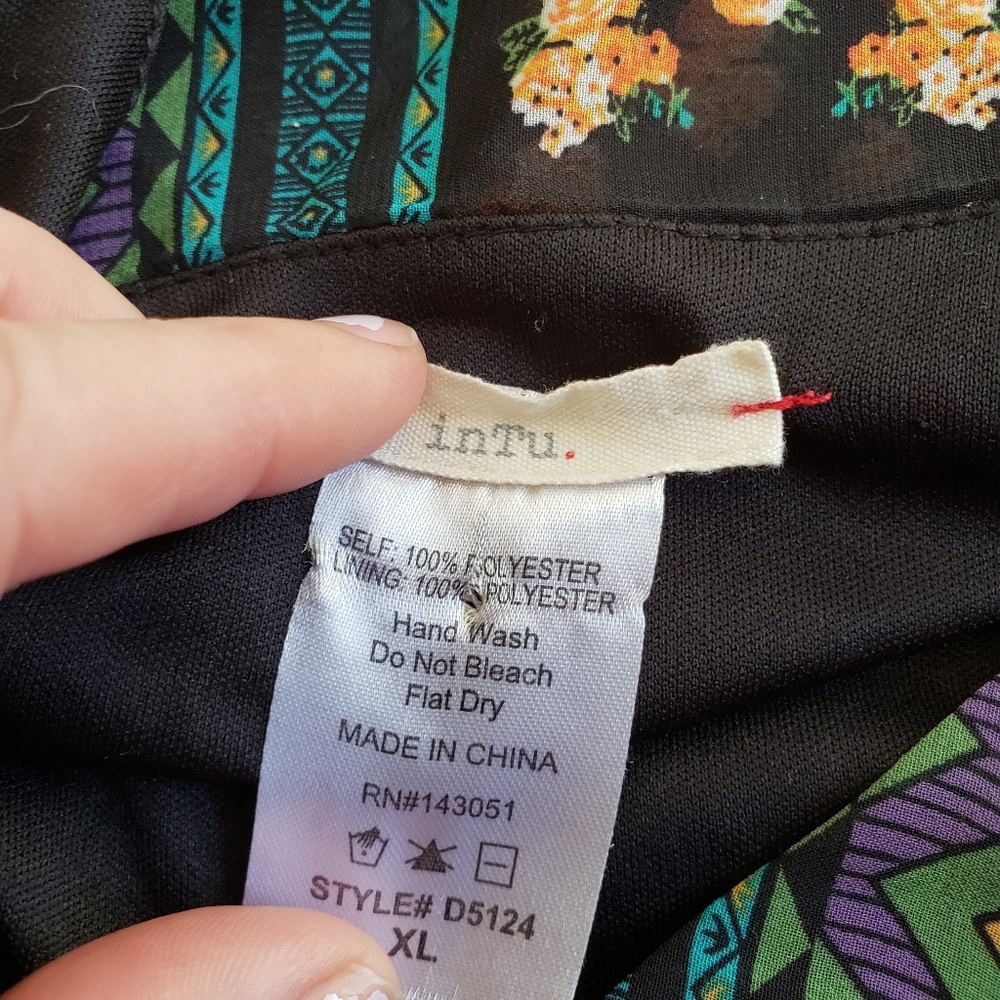 inTu.
SELF: 100% POLYESTER
LINING: 100% POLYESTER
Hand Wash
Do Not Bleach
Flat Dry
MADE IN CHINA
RN#143051
STYLE# D5124
XL